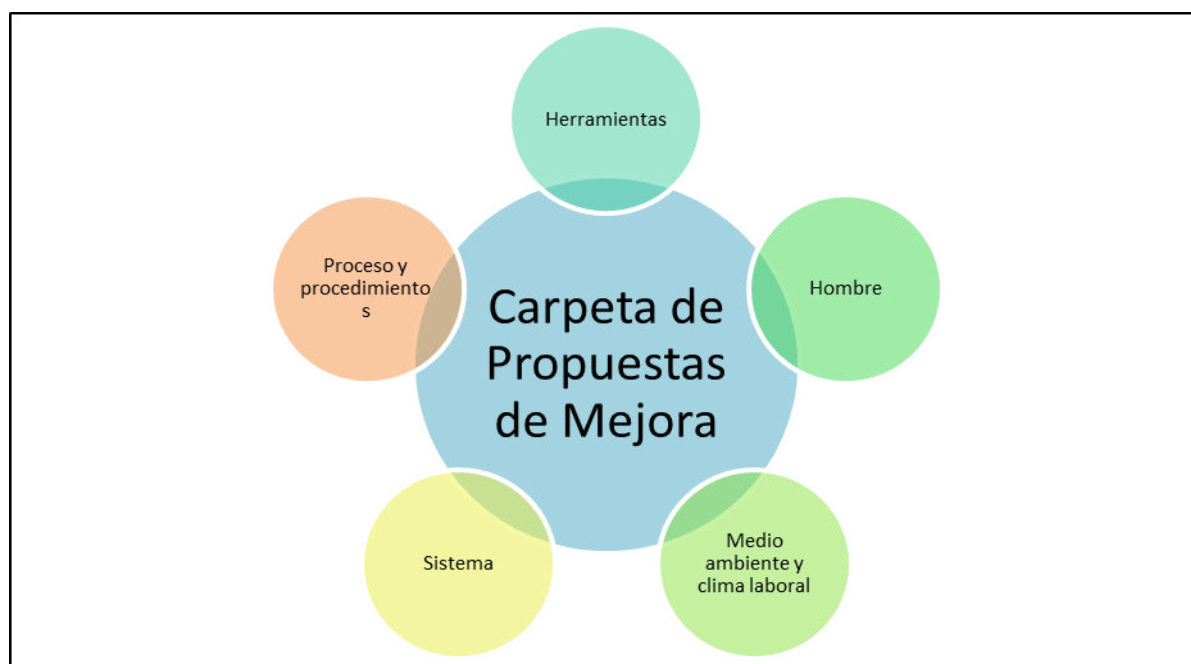 Herramientas
Proceso y
procedimiento
s
Hombre
Carpeta de
Propuestas
de Mejora
Sistema
Medio
ambiente y
clima laboral